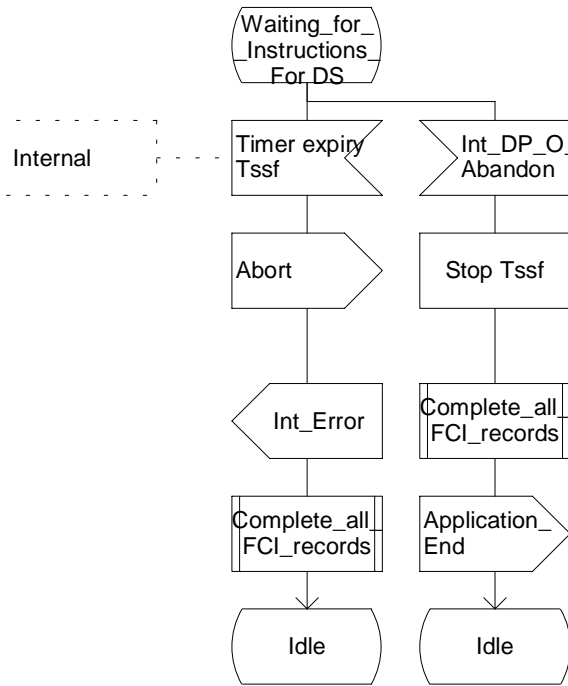 Waiting_for_
_Instructions_
For DS
Internal
Timer expiry
Tssf
Int_DP_O_
Abandon
Abort
Stop Tssf
Int_Error
Complete_all_
FCI_records
Complete_all_
FCI_records
Application_
End
Idle
Idle